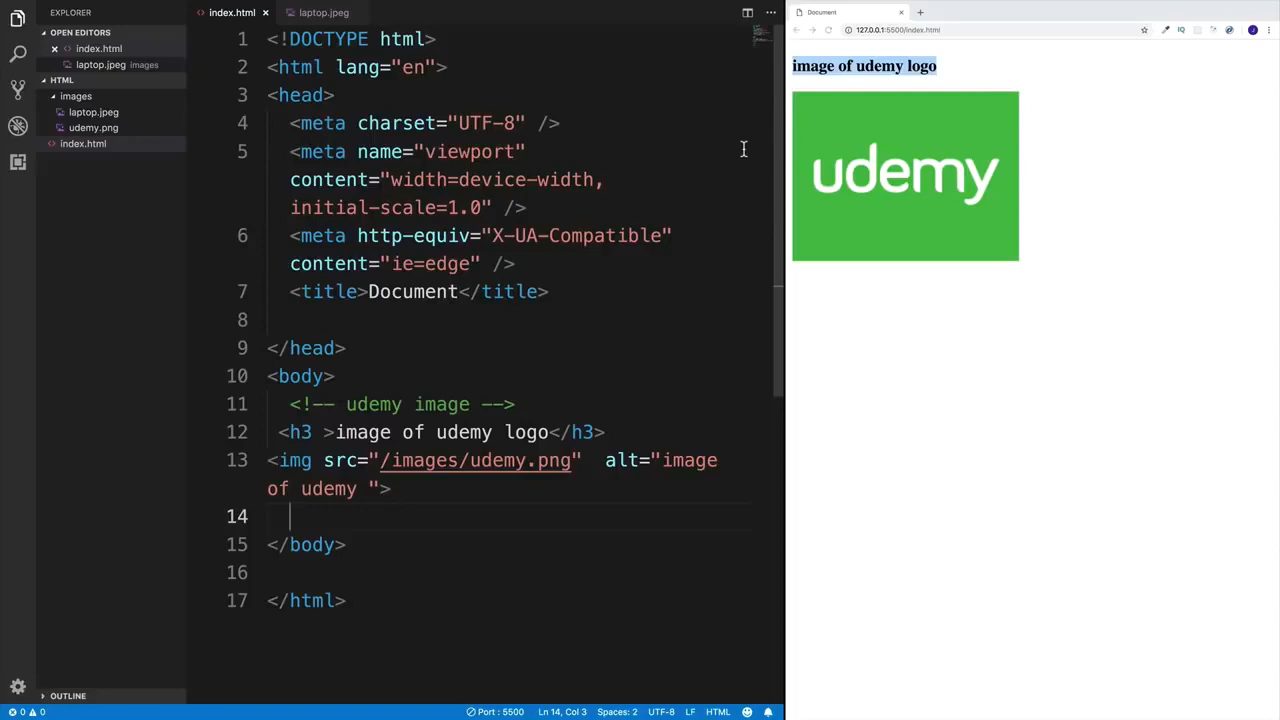 EXPLORER
OPEN EDITORS
index.html
laptop.jpeg images
HTML
images
laptop.jpeg
udemy.png
index.html
OUTLINE
index.html
laptop.jpeg
1 <!DOCTYPE html>
2 <html lang="en">
3 <head>
4 <meta charset="UTF-8" />
5 <meta name="viewport"
content="width=device-width,
initial-scale=1.0" />
6 <meta http-equiv="X-UA-Compatible"
content="ie=edge" />
7 <title>Document</title>
8
9 </head>
10 <body>
11 <!-- udemy image -->
12 <h3 >image of udemy logo</h3>
13 <img src="/images/udemy.png" alt="image
of udemy ">
14
15 </body>
16
17 </html>
0 0
Port : 5500
Ln 14, Col 3
Spaces: 2
UTF-8
LF
HTML
Document
127.0.0.1:5500/index.html
IQ
J
image of udemy logo
udemy